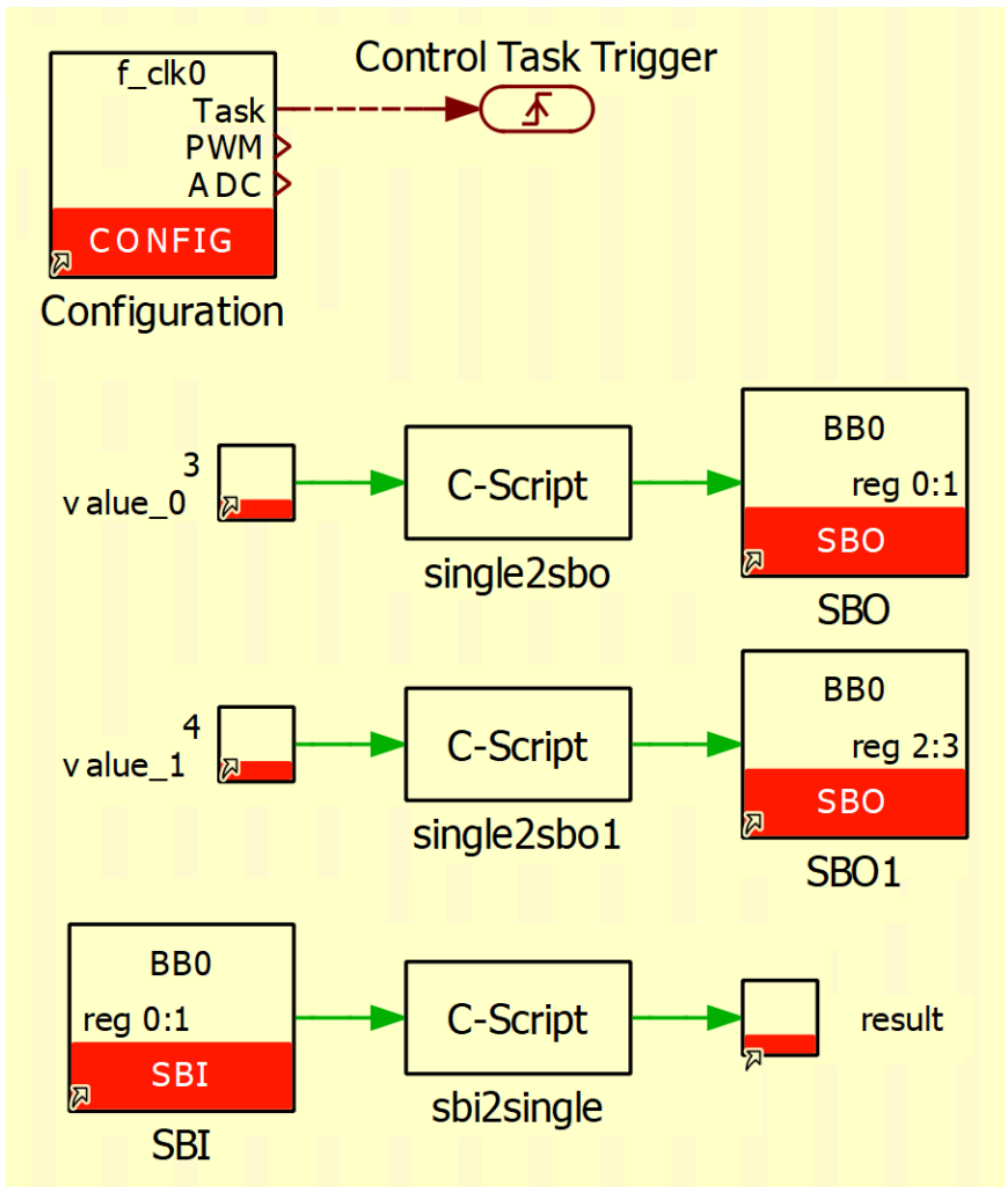 f_clk0
Control Task Trigger
Task
PWM
ADC
CONFIG
Configuration
3
value_0
C-Script
single2sbo
BB0
reg 0:1
SBO
SBO
4
value_1
C-Script
single2sbo1
BB0
reg 2:3
SBO
SBO1
BB0
reg 0:1
SBI
SBI
C-Script
sbi2single
result